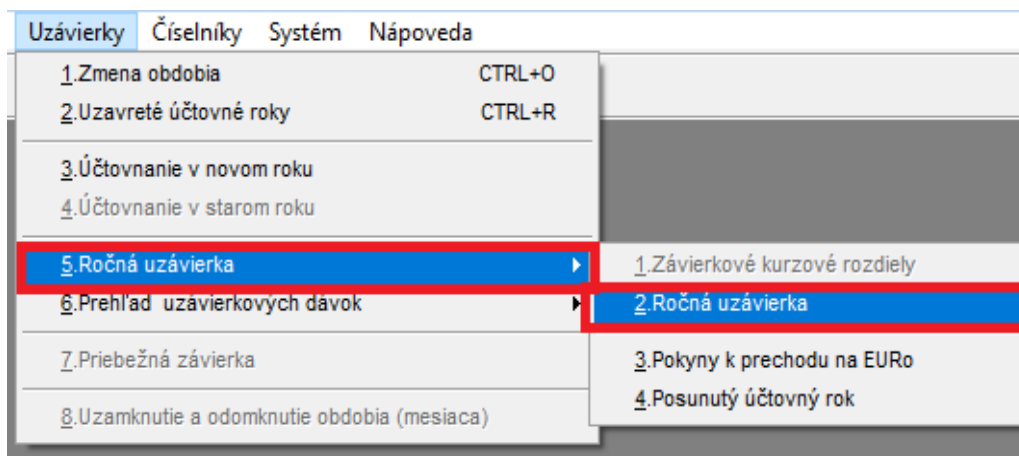 Uzávierky Číselníky Systém Nápoveda
1.Zmena obdobia CTRL+O
2.Uzavreté účtovné roky CTRL+R
3.Účtovnanie v novom roku
4.Účtovnanie v starom roku
5.Ročná uzávierka
6.Prehľad uzávierkových dávok
7.Priebežná závierka
8.Uzamknutie a odomknutie obdobia (mesiaca)
1.Závierkové kurzové rozdiely
2.Ročná uzávierka
3.Pokyny k prechodu na EURo
4.Posunutý účtovný rok